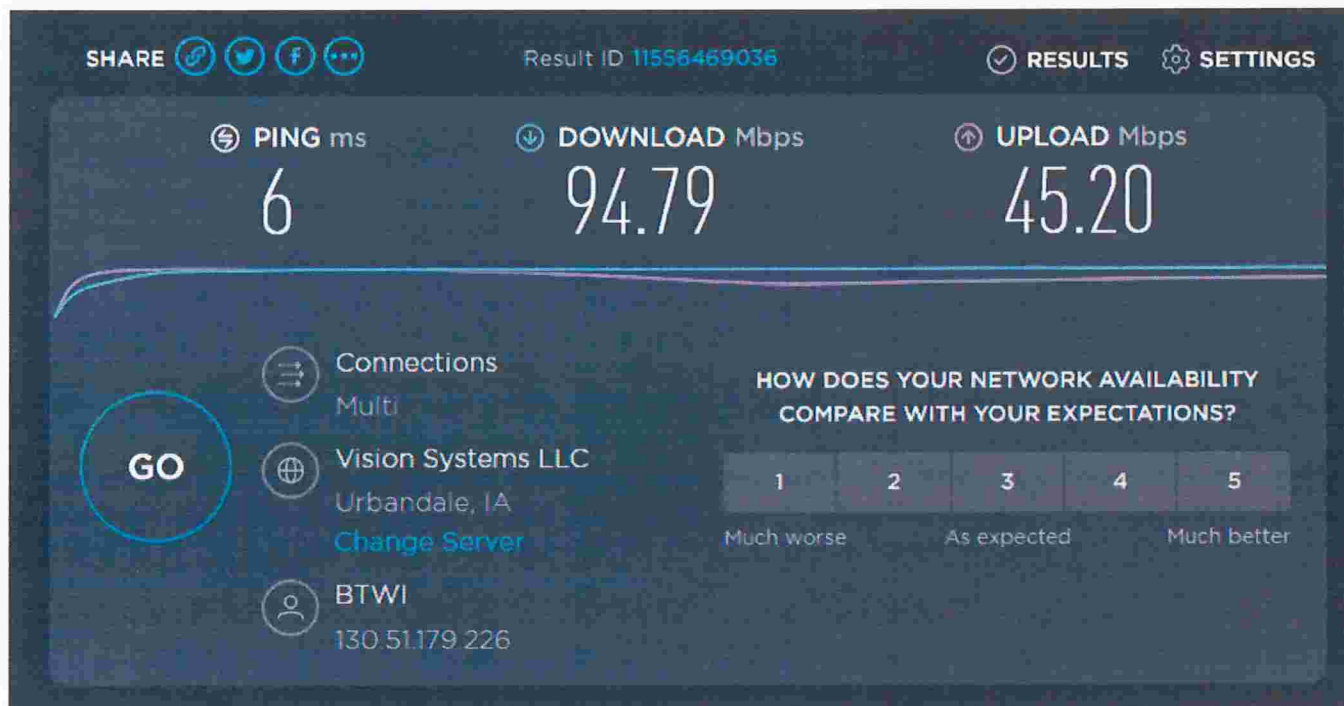 SHARE Result ID 11556469036 RESULTS SETTINGS
PING ms DOWNLOAD Mbps UPLOAD Mbps
6 94.79 45.20
Connections
Multi
Vision Systems LLC
Urbandale, IA
Change Server
BTWI
130.51.179.226
GO
HOW DOES YOUR NETWORK AVAILABILITY
COMPARE WITH YOUR EXPECTATIONS?
1 2 3 4 5
Much worse As expected Much better